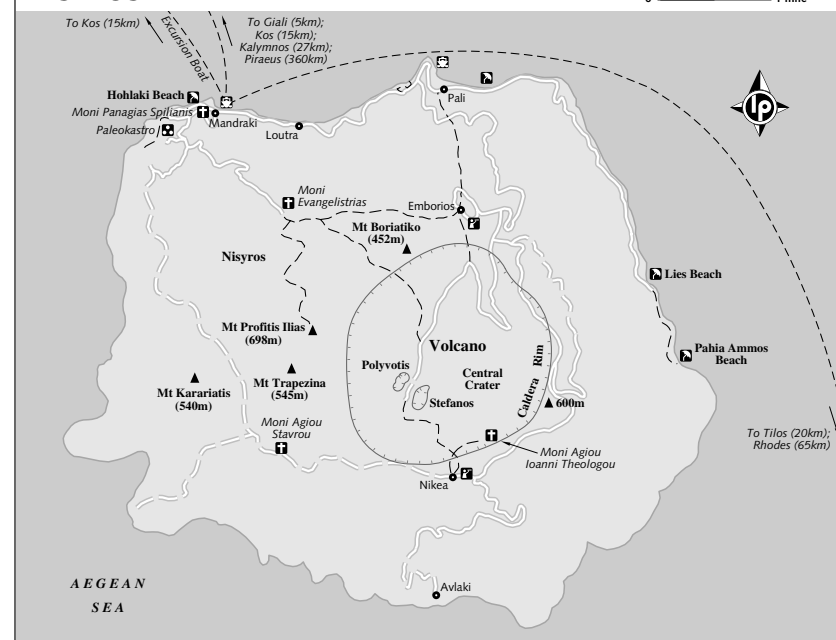 1 mile
To Kos (15km)
Excursion Boat
To Giali (5km);
Kos (15km);
Kalymnos (27km);
Piraeus (360km)
Hohlaki Beach
Moni Panagias Spilianis
Mandraki
Paleokastro
Loutra
Pali
lp
Moni
Evangelistrias
Emborios
Mt Boriatiko
(452m)
Nisyros
Lies Beach
Mt Profitis Ilias
(698m)
Volcano
Pahia Ammos
Beach
Polyvotis
Central
Crater
Caldera Rim
Mt Karariatis
(540m)
Mt Trapezina
(545m)
Stefanos
600m
Moni Agiou
Stavrou
To Tilos (20km);
Rhodes (65km)
Moni Agiou
Ioanni Theologou
Nikea
AEGEAN
SEA
Avlaki